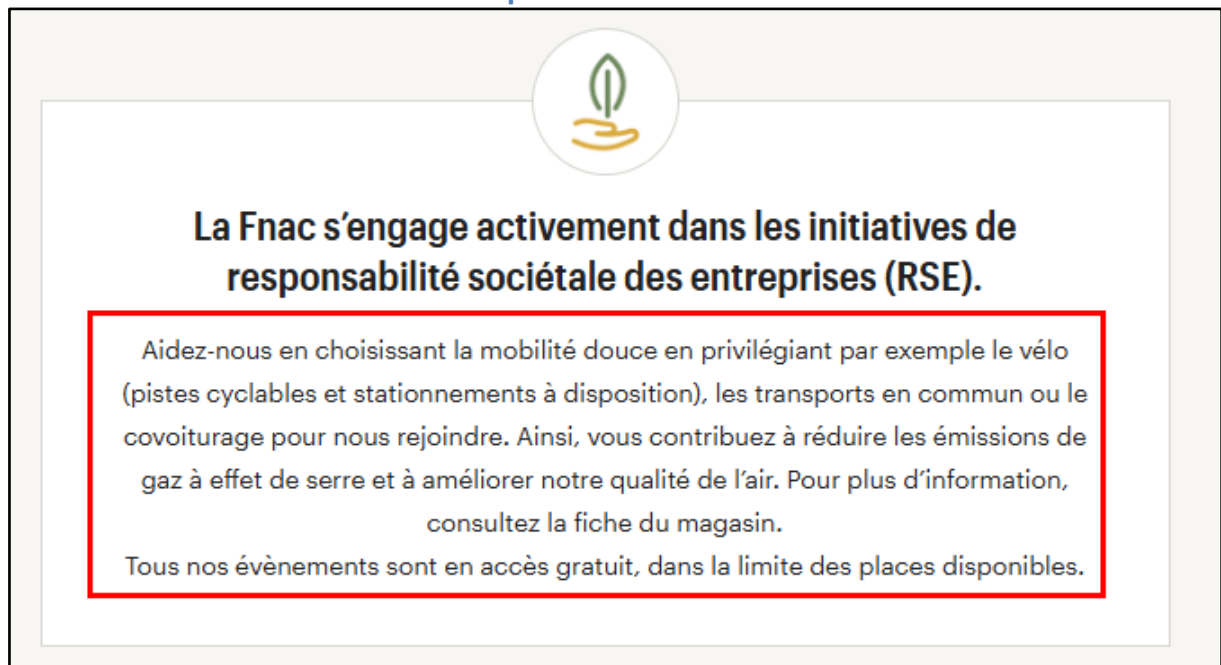 La Fnac s’engage activement dans les initiatives de
responsabilité sociétale des entreprises (RSE).
Aidez-nous en choisissant la mobilité douce en privilégiant par exemple le vélo
(pistes cyclables et stationnements à disposition), les transports en commun ou le
covoiturage pour nous rejoindre. Ainsi, vous contribuez à réduire les émissions de
gaz à effet de serre et à améliorer notre qualité de l’air. Pour plus d’information,
consultez la fiche du magasin.
Tous nos évènements sont en accès gratuit, dans la limite des places disponibles.